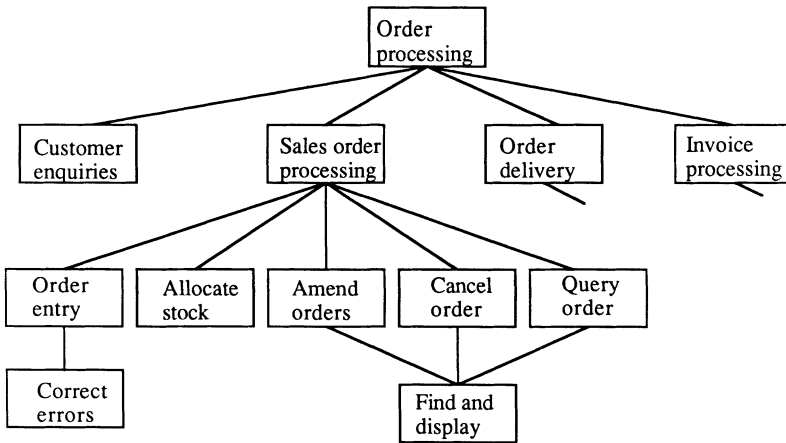 Order
processing
Customer
enquiries
Sales order
processing
Order
delivery
Invoice
processing
Order
entry
Allocate
stock
Amend
orders
Cancel
order
Query
order
Correct
errors
Find and
display